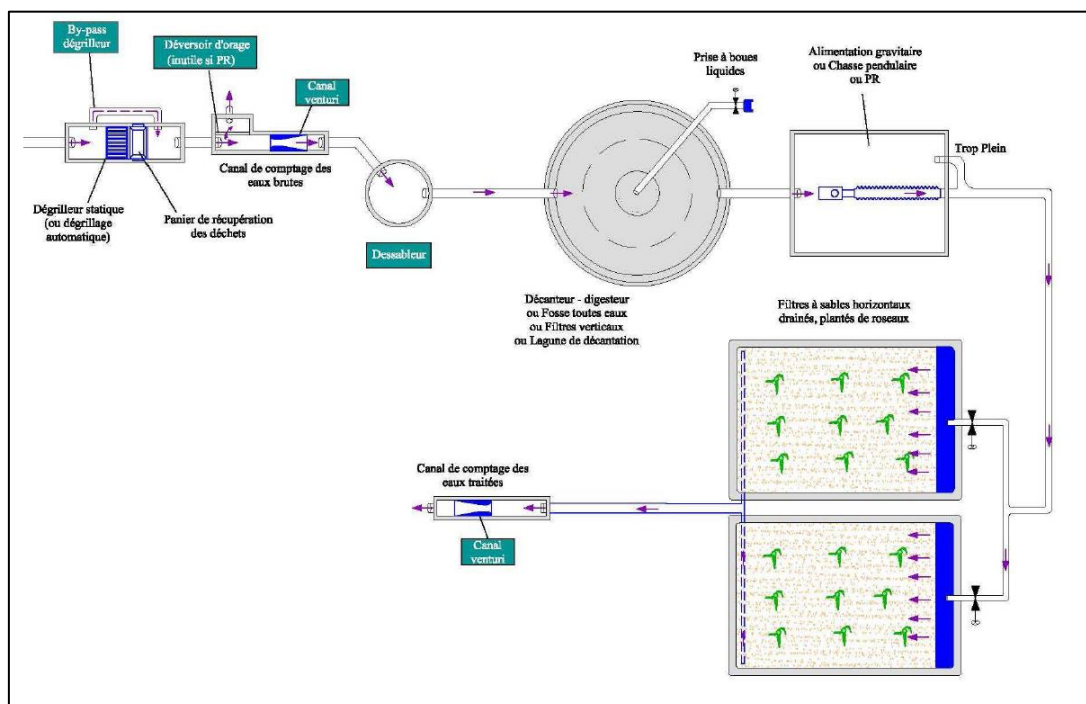 By-pass
dégrilleur
Déversoir d'orage
(inutile si PR)
Canal
venturi
Canal de comptage des
eaux brutes
Dégrilleur statique
(ou dégrillage
automatique)
Panier de récupération
des déchets
Dessableur
Prise à boues
liquides
Décanteur - digesteur
ou Fosse toutes eaux
ou Filtres verticaux
ou Lagune de décantation
Alimentation gravitaire
ou Chasse pendulaire
ou PR
Trop Plein
Filtres à sables horizontaux
drainés, plantés de roseaux
Canal de comptage des
eaux traitées
Canal
venturi